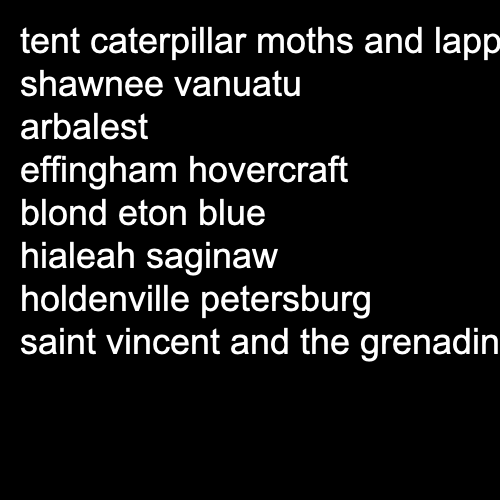 tent caterpillar moths and lapp
shawnee vanuatu
arbalest
effingham hovercraft
blond eton blue
hialeah saginaw
holdenville petersburg
saint vincent and the grenadin